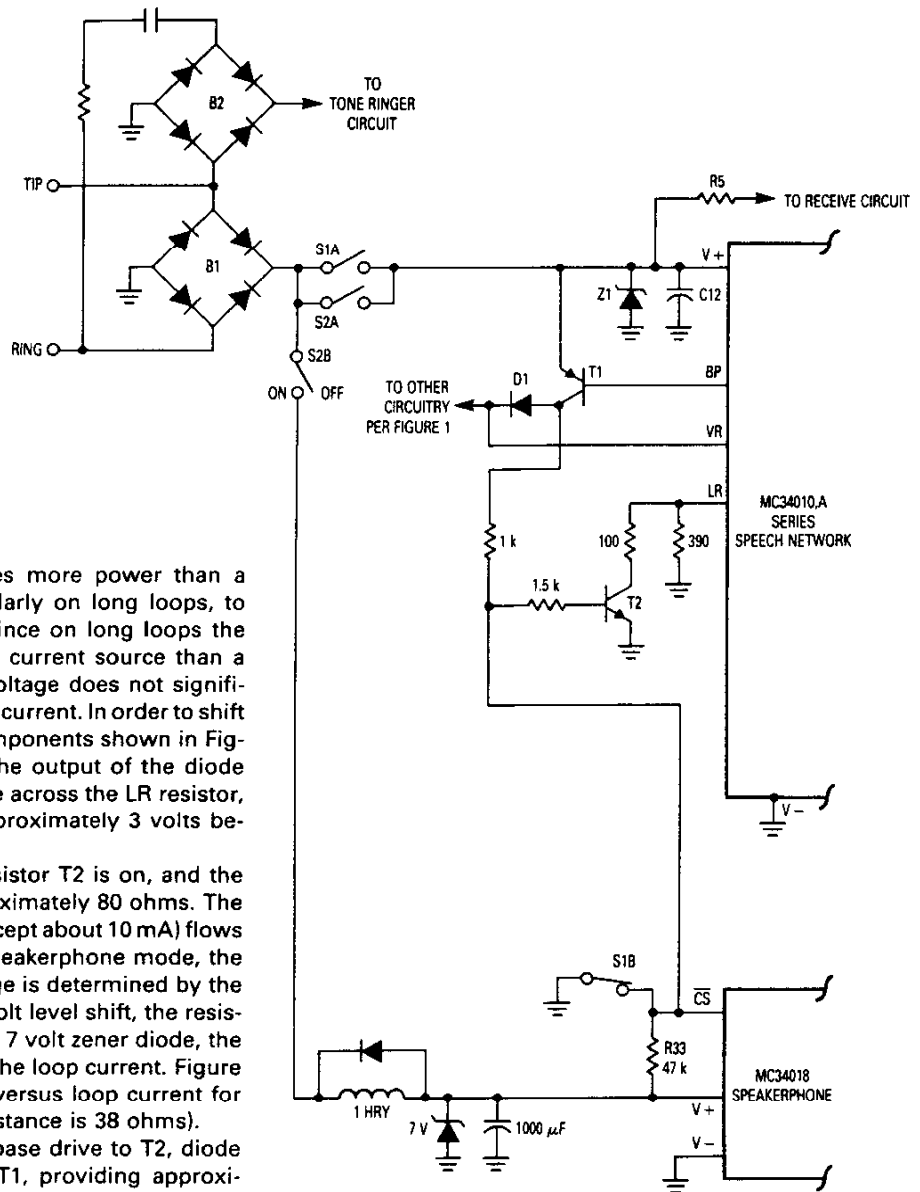 B2
TO
TONE RINGER
CIRCUIT
TIP
R5
TO RECEIVE CIRCUIT
B1
S1A
V+
Z1
C12
S2A
RING
S2B
ON
OFF
TO OTHER
CIRCUITRY
PER FIGURE 1
D1
T1
BP
VR
LR
MC34010,A
SERIES
SPEECH NETWORK
1 k
100
390
1.5 k
T2
V-
es more power than a
larly on long loops, to
ince on long loops the
current source than a
oltage does not signifi-
current. In order to shift
mponents shown in Fig-
he output of the diode
e across the LR resistor,
proximately 3 volts be-
sistor T2 is on, and the
ximately 80 ohms. The
cept about 10 mA) flows
peakerphone mode, the
ge is determined by the
olt level shift, the resis-
7 volt zener diode, the
he loop current. Figure
versus loop current for
stance is 38 ohms).
base drive to T2, diode
T1, providing approxi-
S1B
C̅S̅
R33
47 k
MC34018
SPEAKERPHONE
1 HRY
7 V
1000 μF
V+
V-